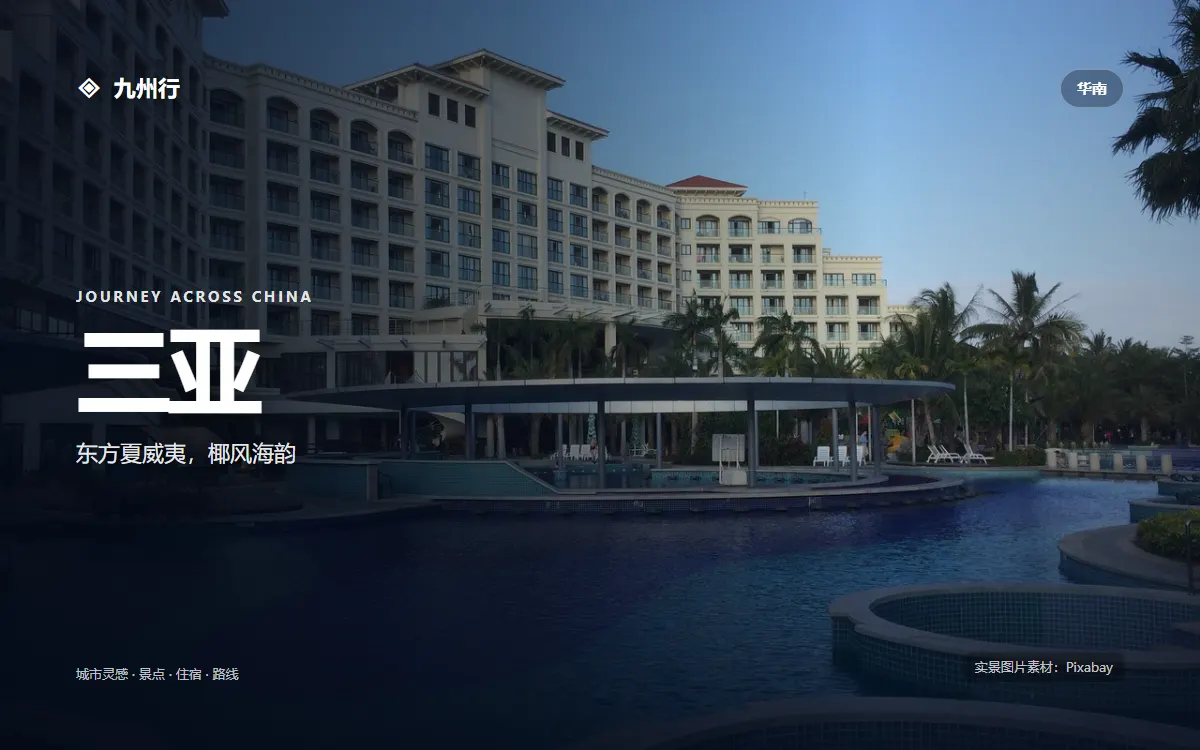 九州行
华南
JOURNEY ACROSS CHINA
三亚
东方夏威夷，椰风海韵
城市灵感 · 景点 · 住宿 · 路线
实景图片素材：Pixabay